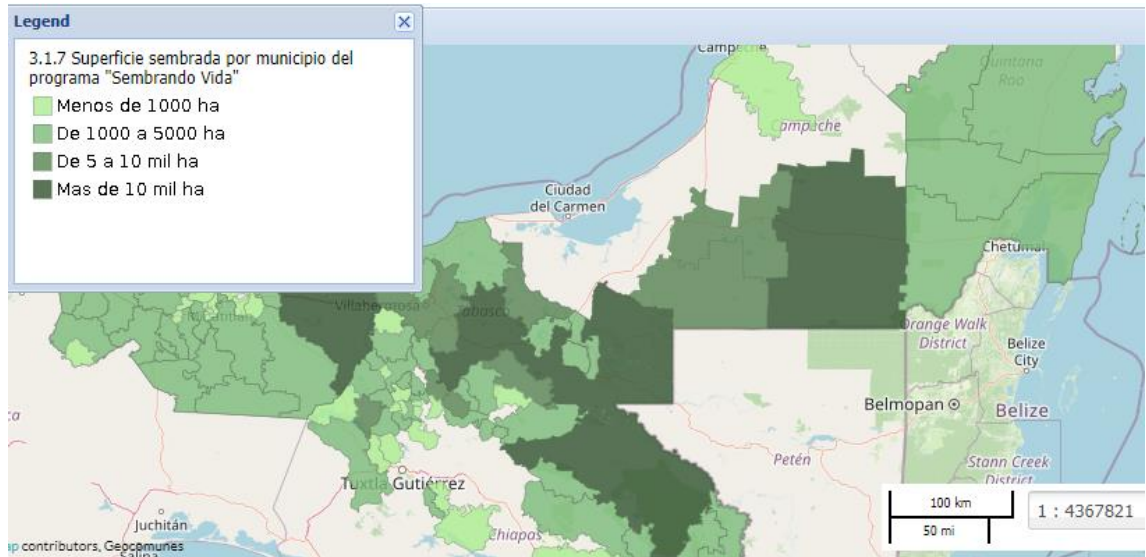 Legend
3.1.7 Superficie sembrada por municipio del
programa "Sembrando Vida"
Menos de 1000 ha
De 1000 a 5000 ha
De 5 a 10 mil ha
Mas de 10 mil ha
Campeche
Quintana
Roo
Campeche
Ciudad
del Carmen
Chetumal
Villahermosa
Tabasco
Orange Walk
District
Belize
City
Belmopan
Belize
Petén
Stann Creek
District
Tuxtla Gutiérrez
Juchitán
Chiapas
100 km
50 mi
1 : 4367821
contributors, Geocomunes